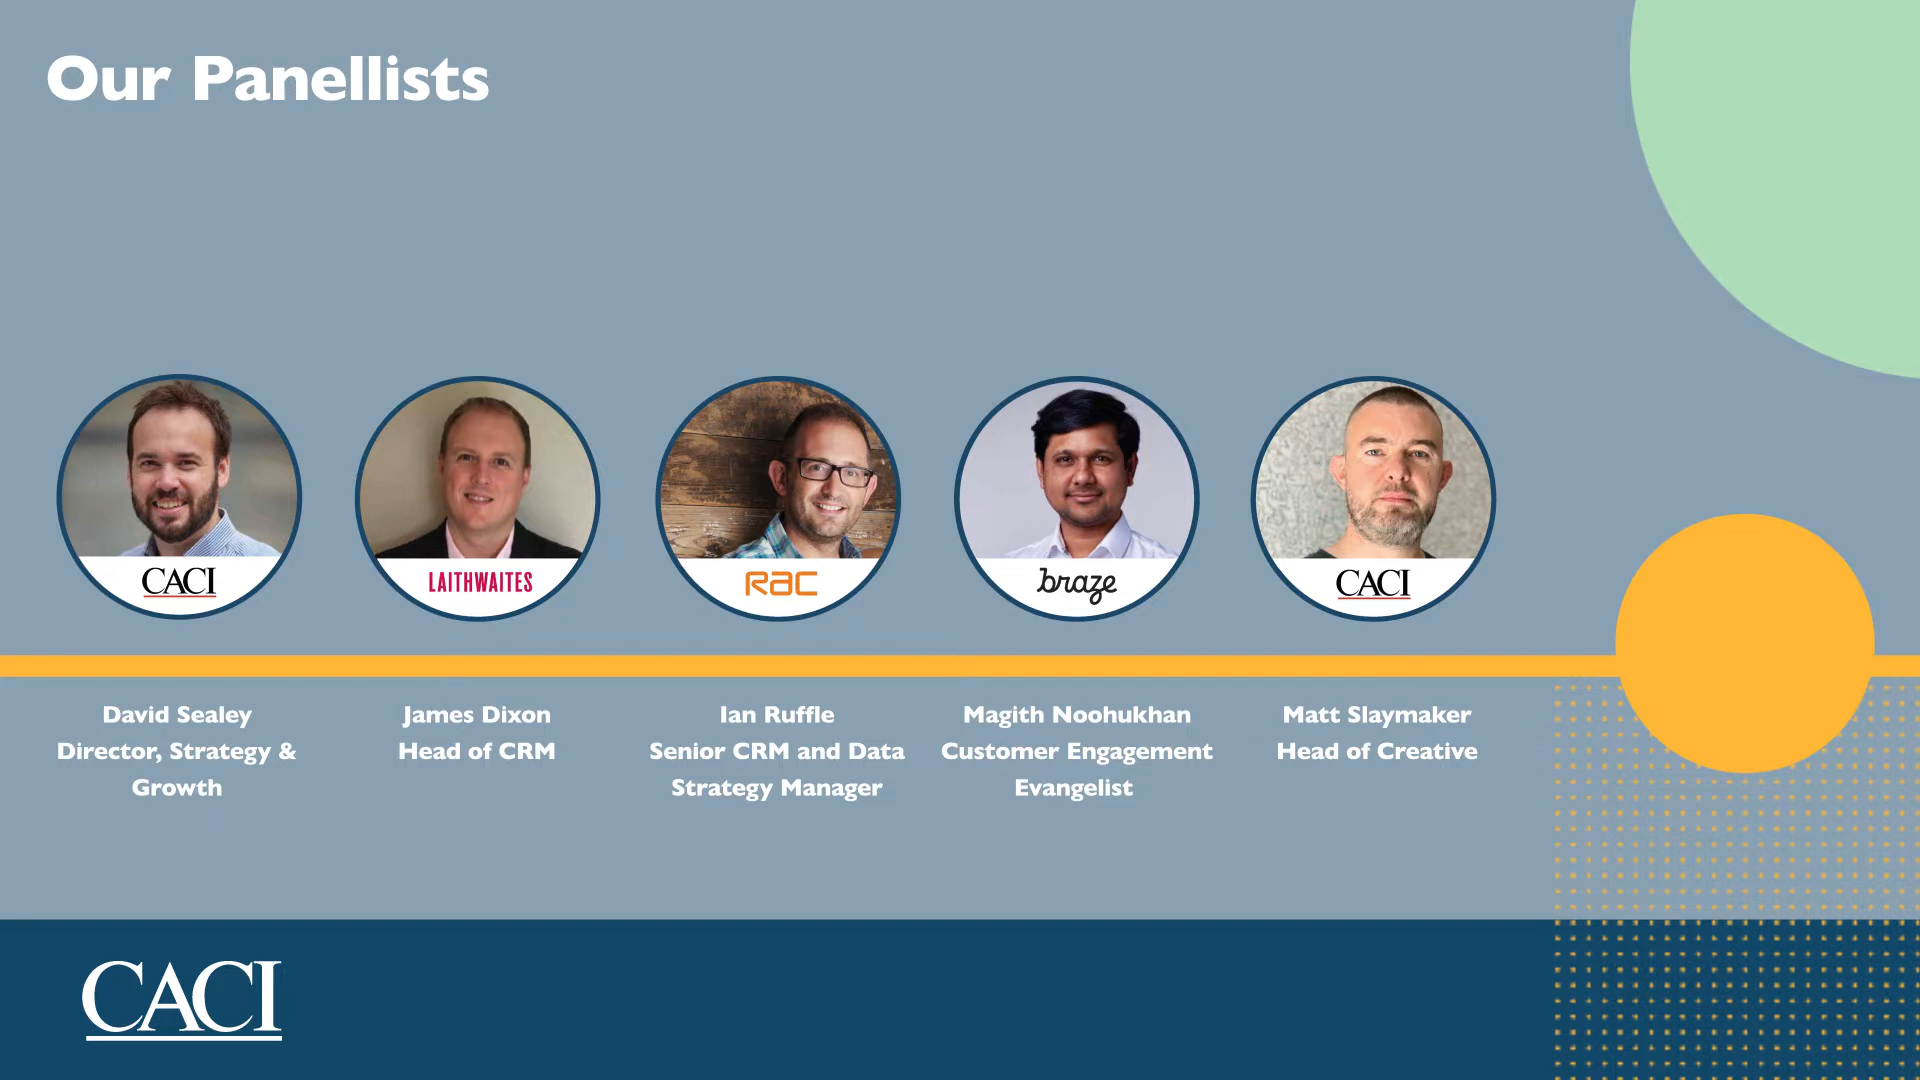 Our Panellists
CACI
LAITHWAITES
RAC
braze
CACI
David Sealey
Director, Strategy &
Growth
James Dixon
Head of CRM
Ian Ruffle
Senior CRM and Data
Strategy Manager
Magith Noohukhan
Customer Engagement
Evangelist
Matt Slaymaker
Head of Creative
CACI